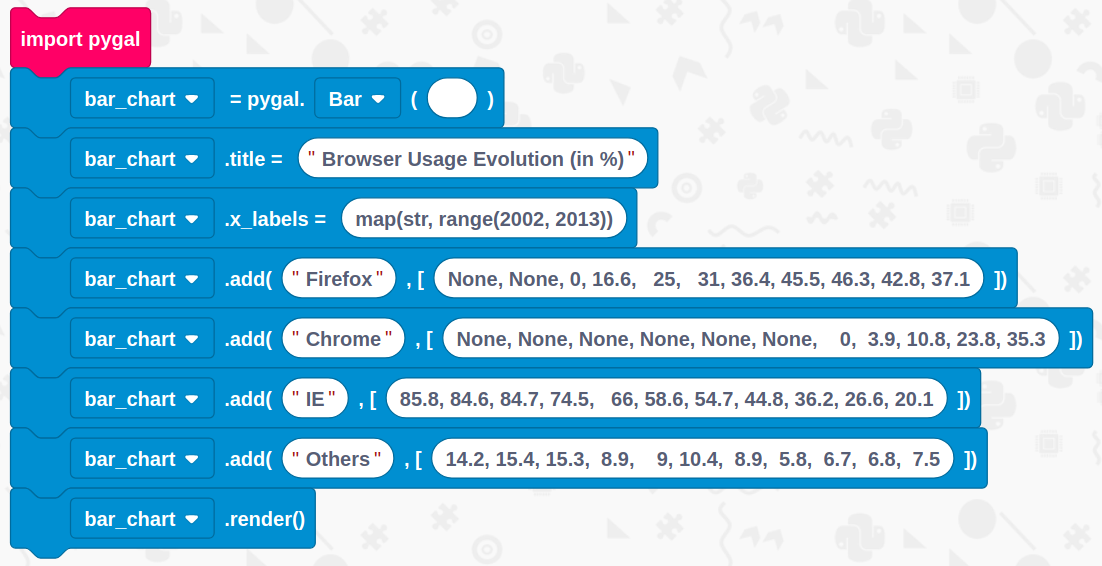 import pygal
bar_chart = pygal. Bar ( )
bar_chart .title = "Browser Usage Evolution (in %)"
bar_chart .x_labels = map(str, range(2002, 2013))
bar_chart .add( "Firefox" , [ None, None, 0, 16.6,   25,   31, 36.4, 45.5, 46.3, 42.8, 37.1 ])
bar_chart .add( "Chrome" , [ None, None, None, None, None, None,    0,  3.9, 10.8, 23.8, 35.3 ])
bar_chart .add( "IE" , [ 85.8, 84.6, 84.7, 74.5,   66, 58.6, 54.7, 44.8, 36.2, 26.6, 20.1 ])
bar_chart .add( "Others" , [ 14.2, 15.4, 15.3,  8.9,    9, 10.4,  8.9,  5.8,  6.7,  6.8,  7.5 ])
bar_chart .render()